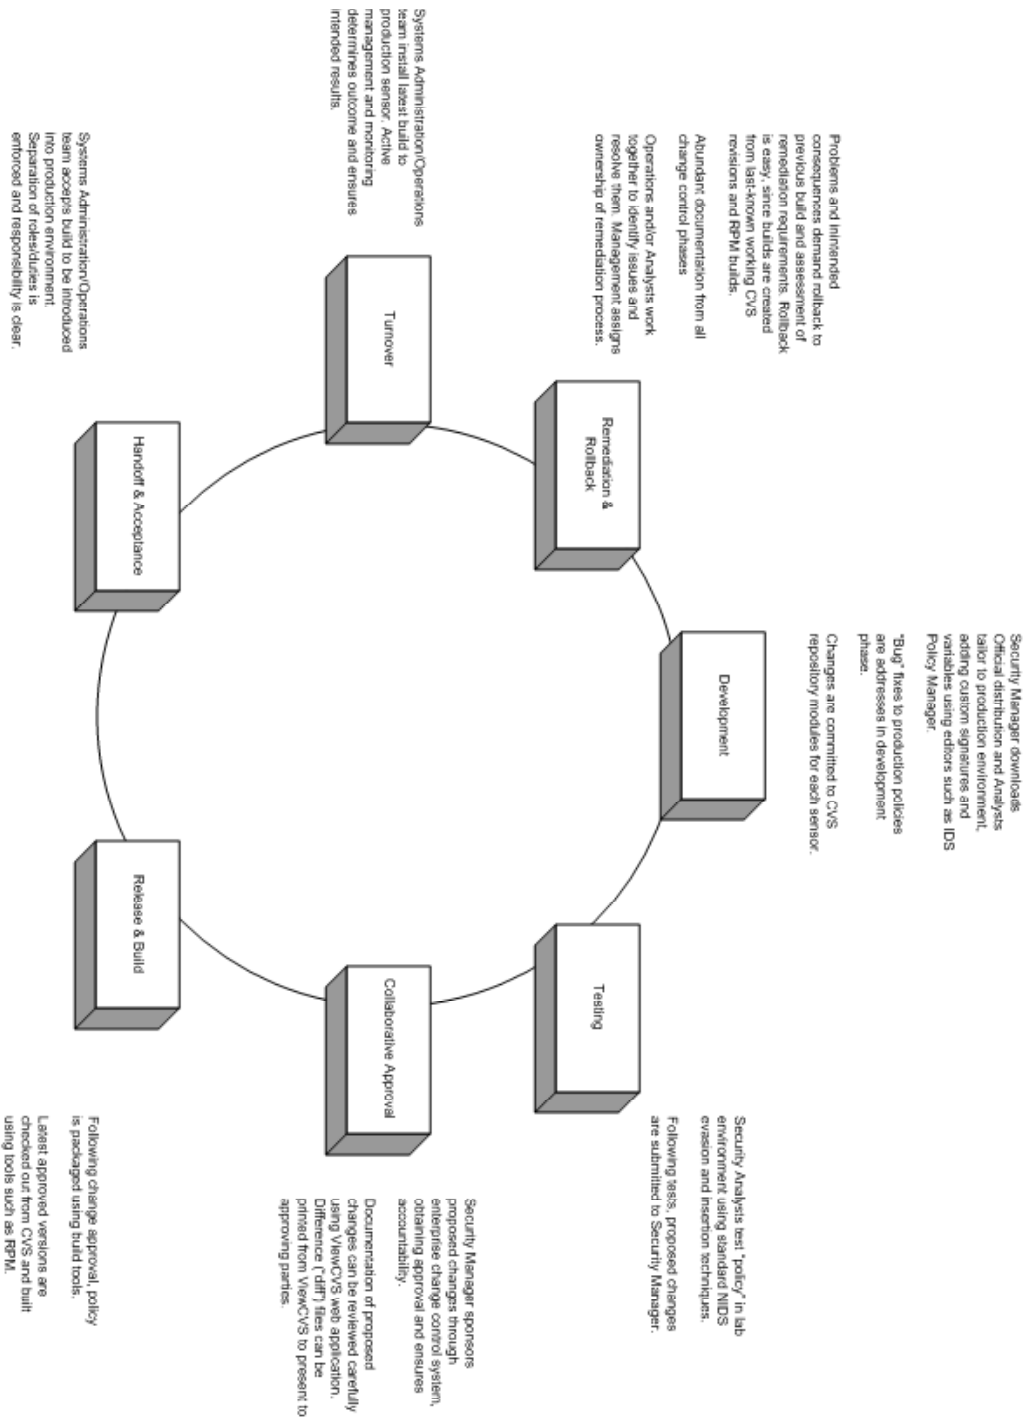 Security Manager downloads
Official distribution and Analysts
tailor to production environment,
adding custom signatures and
variables using editors such as IDS
Policy Manager.
"Bug" fixes to production policies
are addresses in development
phase.
Changes are committed to CVS
repository modules for each sensor.
Development
Security Analysts test "policy" in lab
environment using standard NIDS
evasion and insertion techniques.
Following tests, proposed changes
are submitted to Security Manager.
Testing
Security Manager sponsors
proposed changes through
enterprise change control system,
obtaining approval and ensures
accountability.
Documentation of proposed
changes can be reviewed carefully
using ViewCVS web application.
Difference ("diff") files can be
printed from ViewCVS to present to
approving parties.
Collaborative Approval
Following change approval, policy
is packaged using build tools.
Latest approved versions are
checked out from CVS and built
using tools such as RPM.
Release & Build
Handoff & Acceptance
Systems Administration/Operations
team accepts build to be introduced
into production environment.
Separation of roles/duties is
enforced and responsibility is clear.
Turnover
Systems Administration/Operations
team install latest build to
production sensor. Active
management and monitoring
determines outcome and ensures
intended results.
Remediation &
Rollback
Problems and inintended
consequences demand rollback to
previous build and assessment of
remediation requirements. Rollback
is easy, since builds are created
from last-known working CVS
revisions and RPM builds.
Abundant documentation from all
change control phases
Operations and/or Analysts work
together to identify issues and
resolve them. Management assigns
ownership of remediation process.